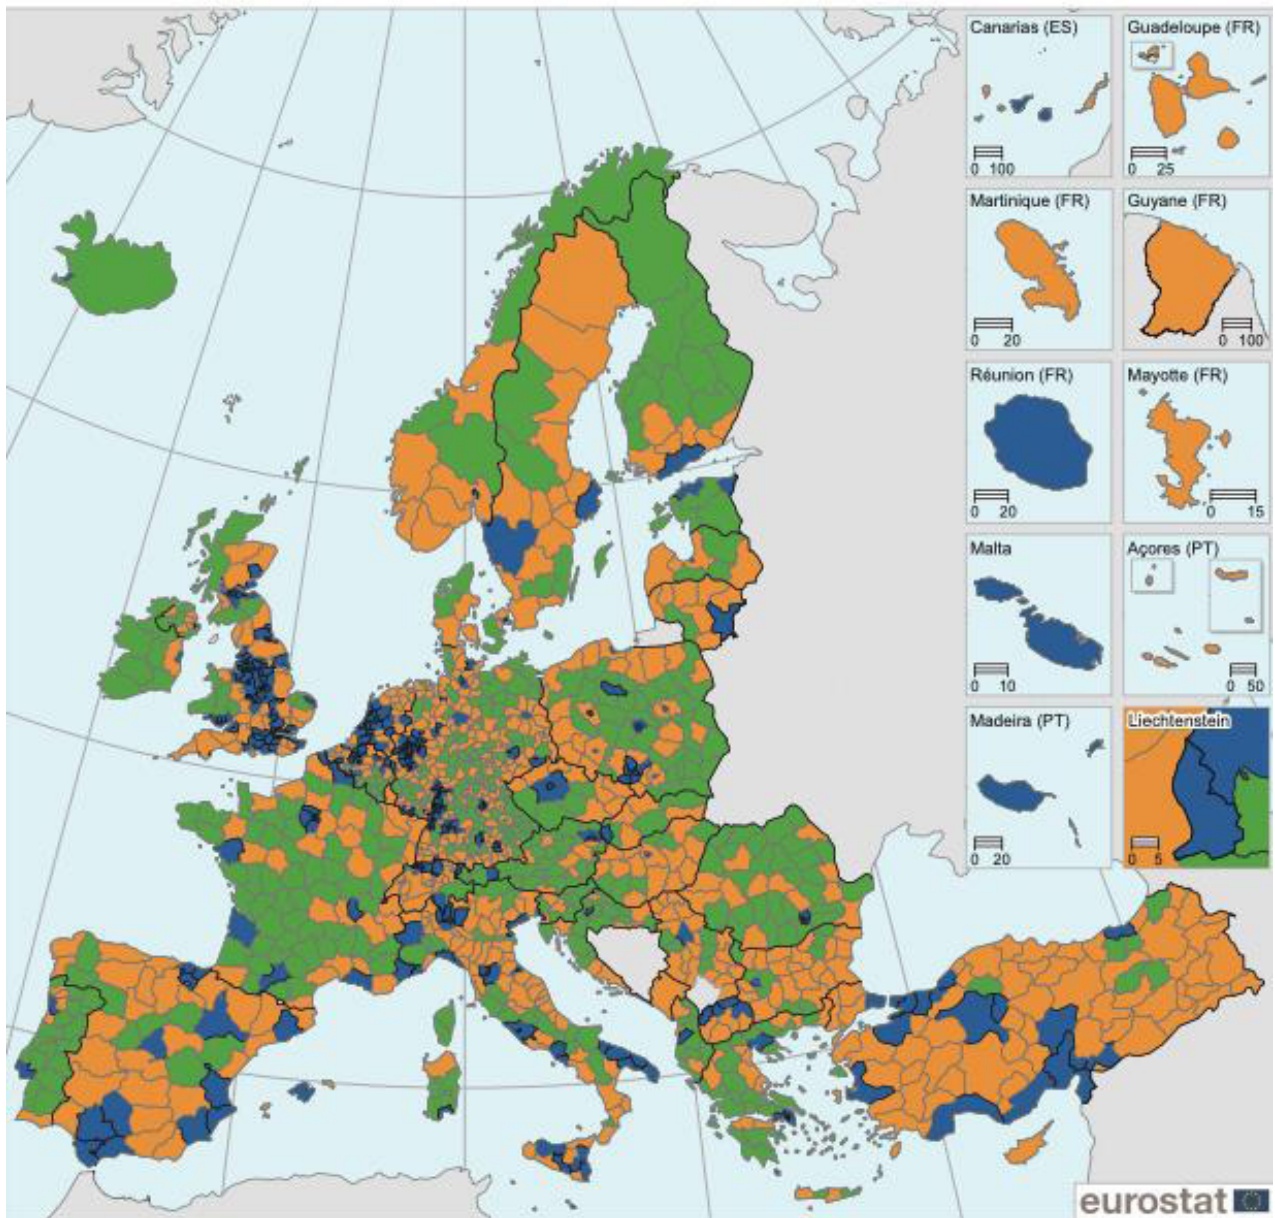 Canarias (ES)
0 100
Guadeloupe (FR)
0 25
Martinique (FR)
0 20
Guyane (FR)
0 100
Réunion (FR)
0 20
Mayotte (FR)
0 15
Malta
0 10
Açores (PT)
0 50
Madeira (PT)
0 20
Liechtenstein
0 5
eurostat